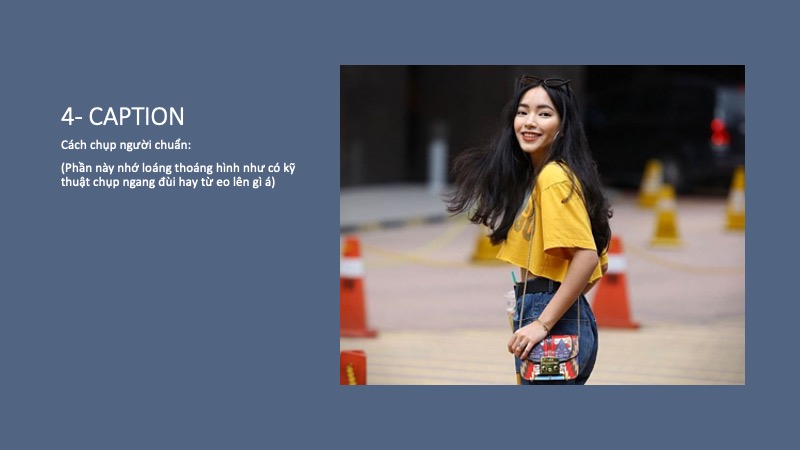 4- CAPTION
Cách chụp người chuẩn:
(Phần này nhớ loáng thoáng hình như có kỹ
thuật chụp ngang đùi hay từ eo lên gì á)